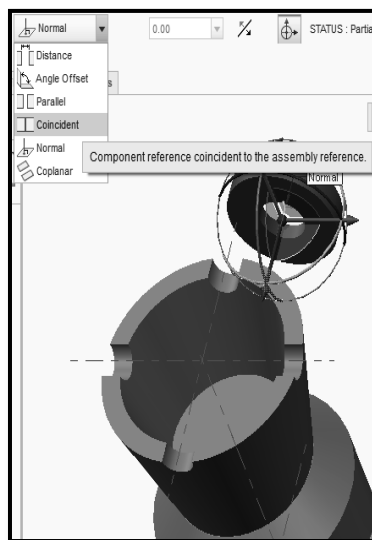 Normal 0.00 STATUS : Partia
Distance
Angle Offset
s
Parallel
Coincident
Normal
Component reference coincident to the assembly reference.
Coplanar
Normal